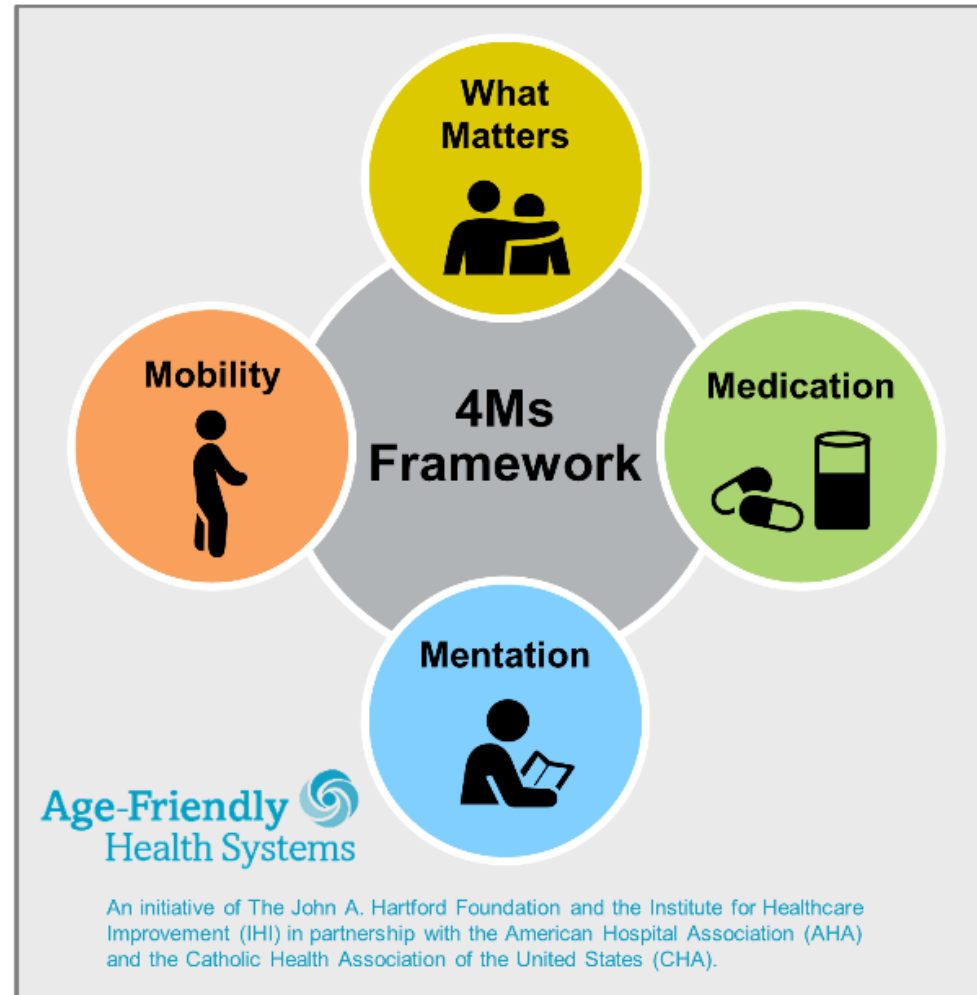 What
Matters
Mobility
4Ms
Framework
Medication
Mentation
Age-Friendly
Health Systems
An initiative of The John A. Hartford Foundation and the Institute for Healthcare
Improvement (IHI) in partnership with the American Hospital Association (AHA)
and the Catholic Health Association of the United States (CHA).